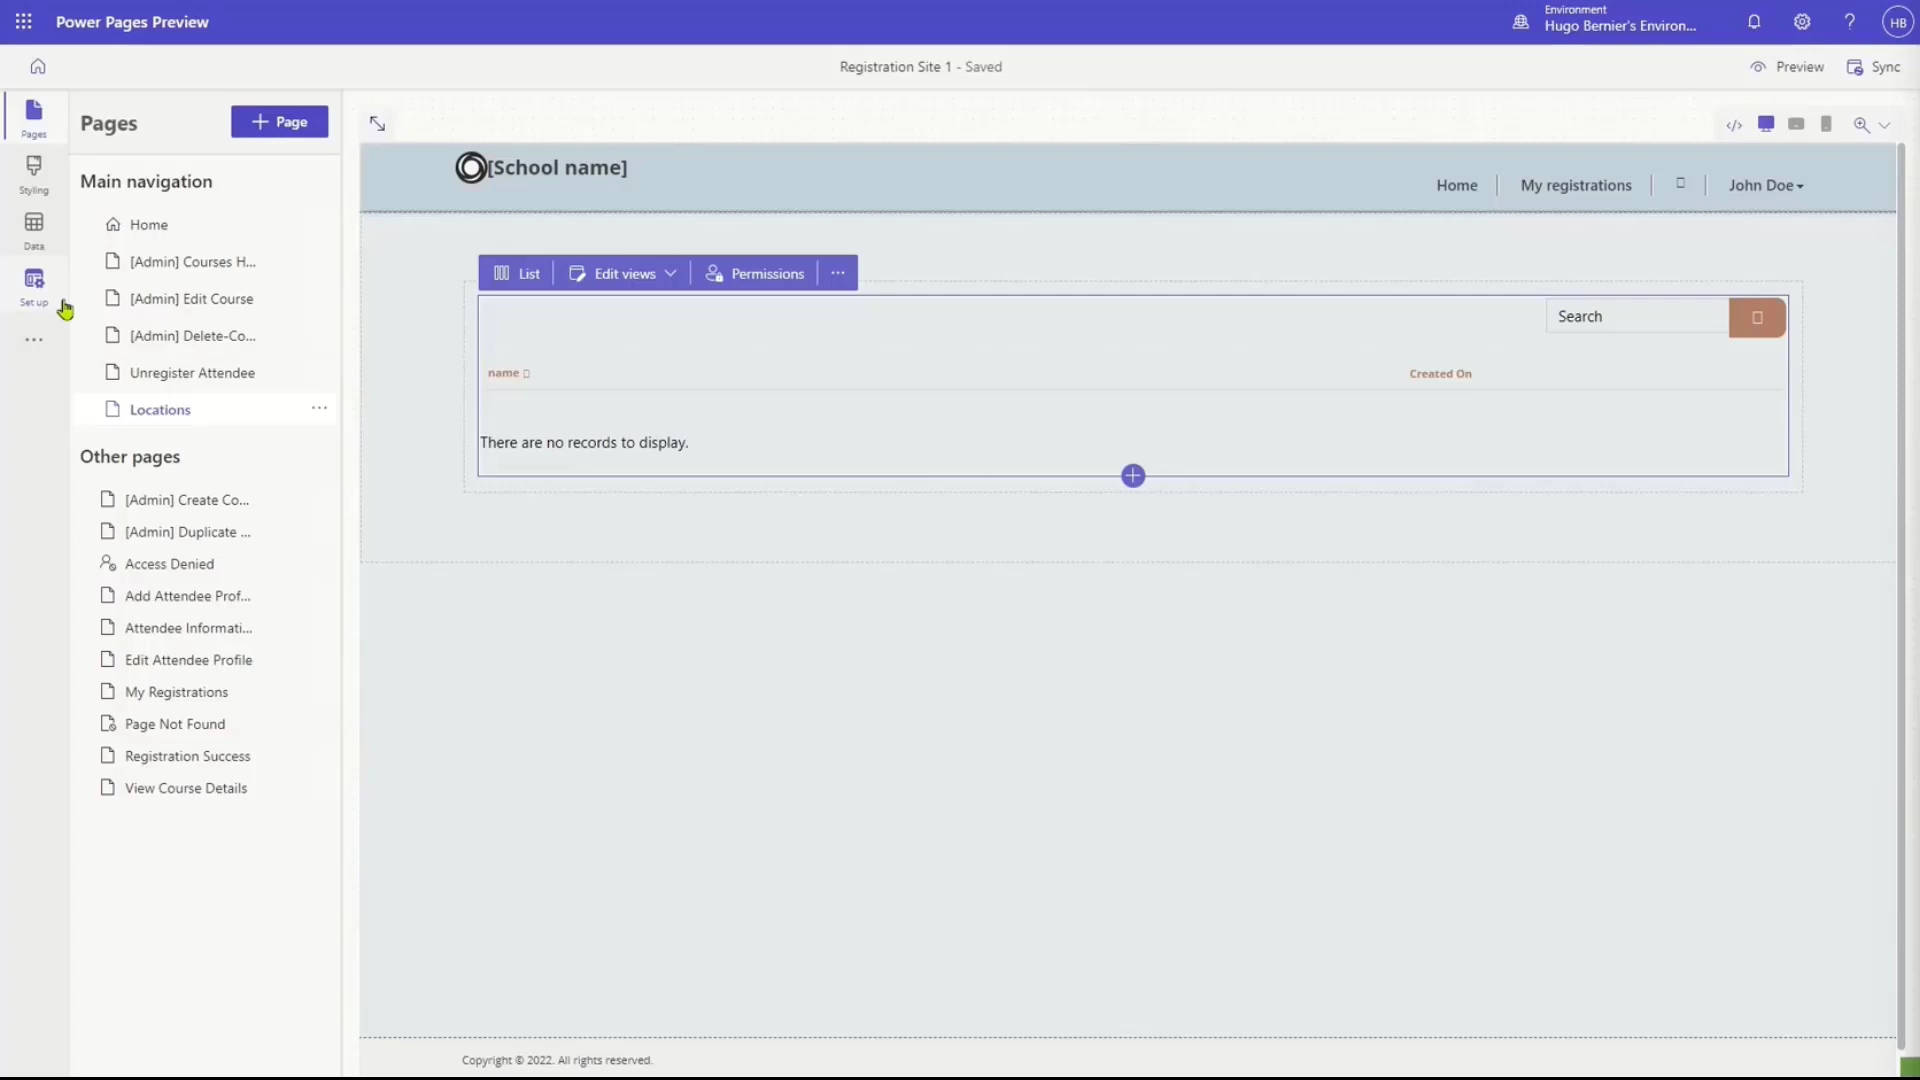 Power Pages Preview
Environment
Hugo Bernier's Environ...
HB
Registration Site 1 - Saved
Preview
Sync
Pages
Styling
Data
Set up
Pages
Page
Main navigation
Home
[Admin] Courses H...
[Admin] Edit Course
[Admin] Delete-Co...
Unregister Attendee
Locations
Other pages
[Admin] Create Co...
[Admin] Duplicate ...
Access Denied
Add Attendee Prof...
Attendee Informati...
Edit Attendee Profile
My Registrations
Page Not Found
Registration Success
View Course Details
[School name]
Home
My registrations
John Doe
List
Edit views
Permissions
Search
name
Created On
There are no records to display.
Copyright © 2022. All rights reserved.